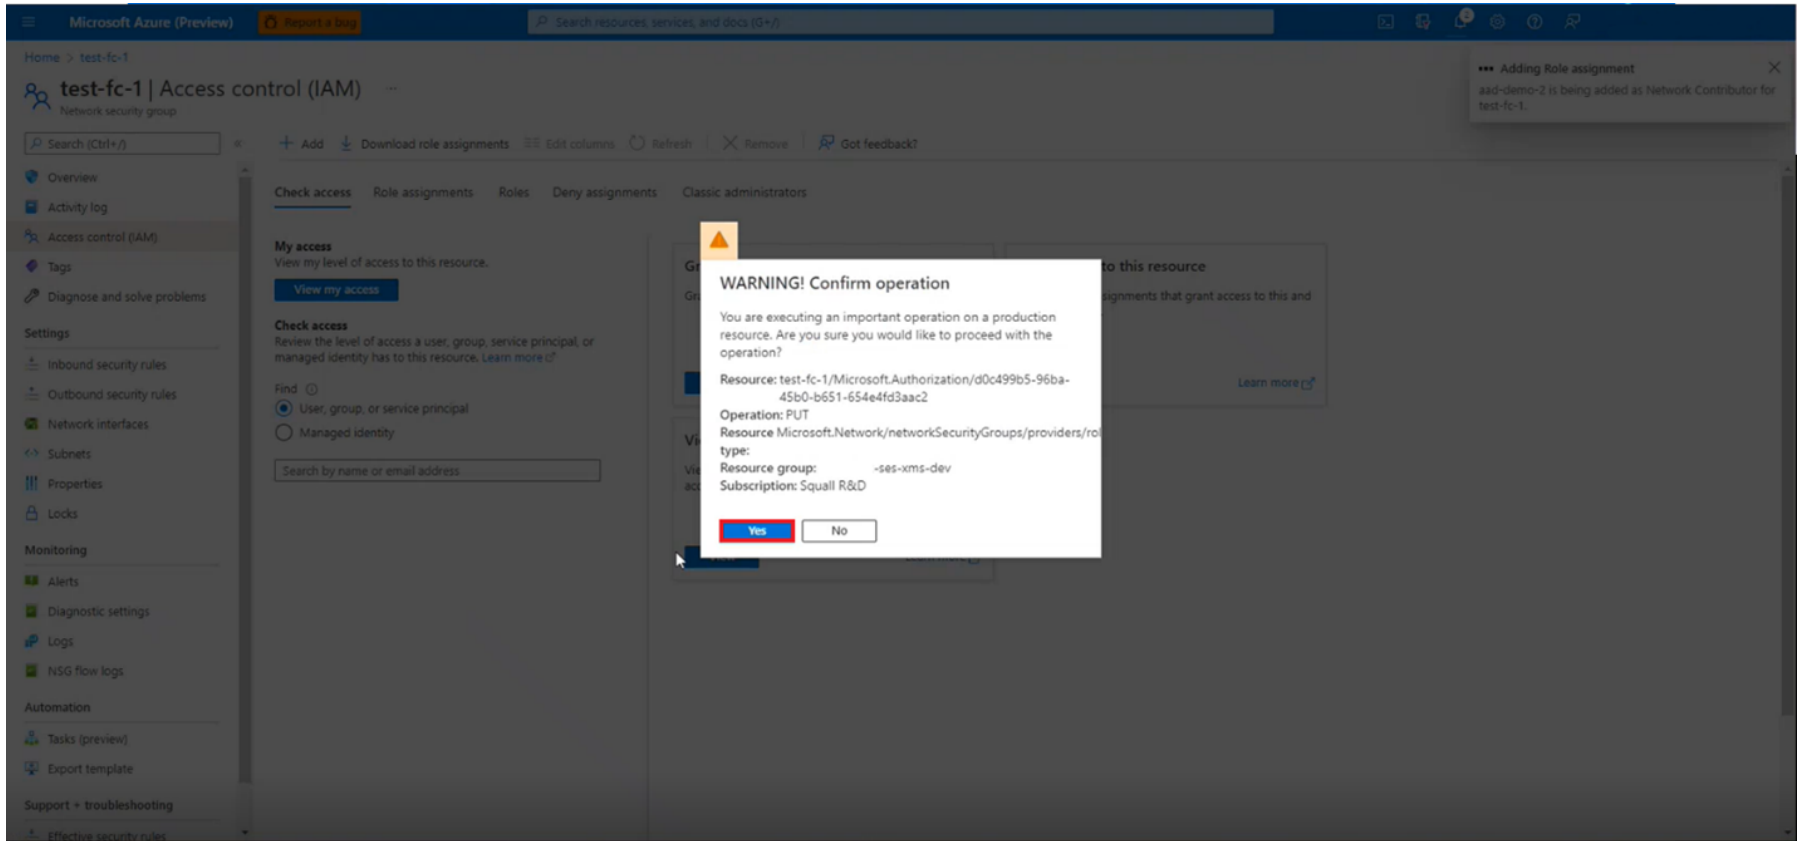 Microsoft Azure (Preview)
Report a bug
Search resources, services, and docs (G+/)
Home > test-fc-1
test-fc-1 | Access control (IAM) ...
Network security group
Adding Role assignment
aad-demo-2 is being added as Network Contributor for
test-fc-1.
Search (Ctrl+/)
Add
Download role assignments
Edit columns
Refresh
Remove
Got feedback?
Overview
Activity log
Access control (IAM)
Tags
Diagnose and solve problems
Settings
Inbound security rules
Outbound security rules
Network interfaces
Subnets
Properties
Locks
Monitoring
Alerts
Diagnostic settings
Logs
NSG flow logs
Automation
Tasks (preview)
Export template
Support + troubleshooting
Effective security rules
Check access
Role assignments
Roles
Deny assignments
Classic administrators
My access
View my level of access to this resource.
View my access
Check access
Review the level of access a user, group, service principal, or
managed identity has to this resource. Learn more
Find
User, group, or service principal
Managed identity
Search by name or email address
Gr
to this resource
Gr
signments that grant access to this and
Learn more
Vi
Vie
acc
WARNING! Confirm operation
You are executing an important operation on a production
resource. Are you sure you would like to proceed with the
operation?
Resource: test-fc-1/Microsoft.Authorization/d0c499b5-96ba-
45b0-b651-654e4fd3aac2
Operation: PUT
Resource Microsoft.Network/networkSecurityGroups/providers/rol
type:
Resource group: -ses-xms-dev
Subscription: Squall R&D
Yes
No